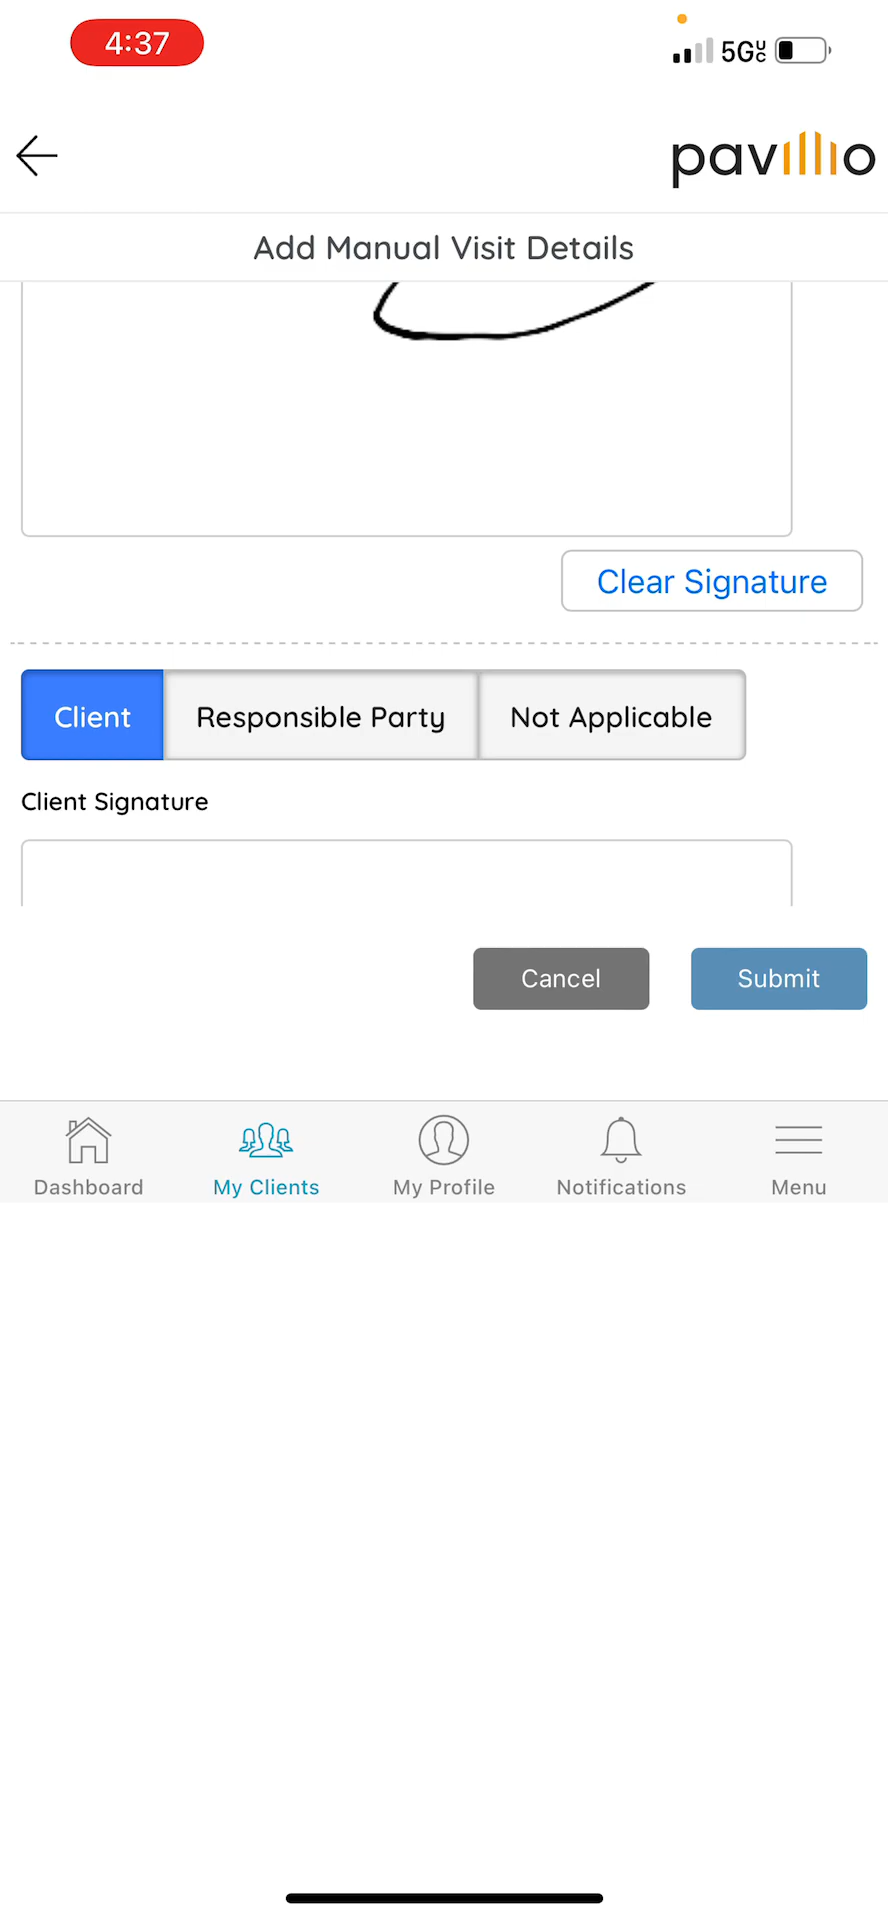 4:37
5G UC
pavillio
Add Manual Visit Details
Clear Signature
Client
Responsible Party
Not Applicable
Client Signature
Cancel
Submit
Dashboard
My Clients
My Profile
Notifications
Menu